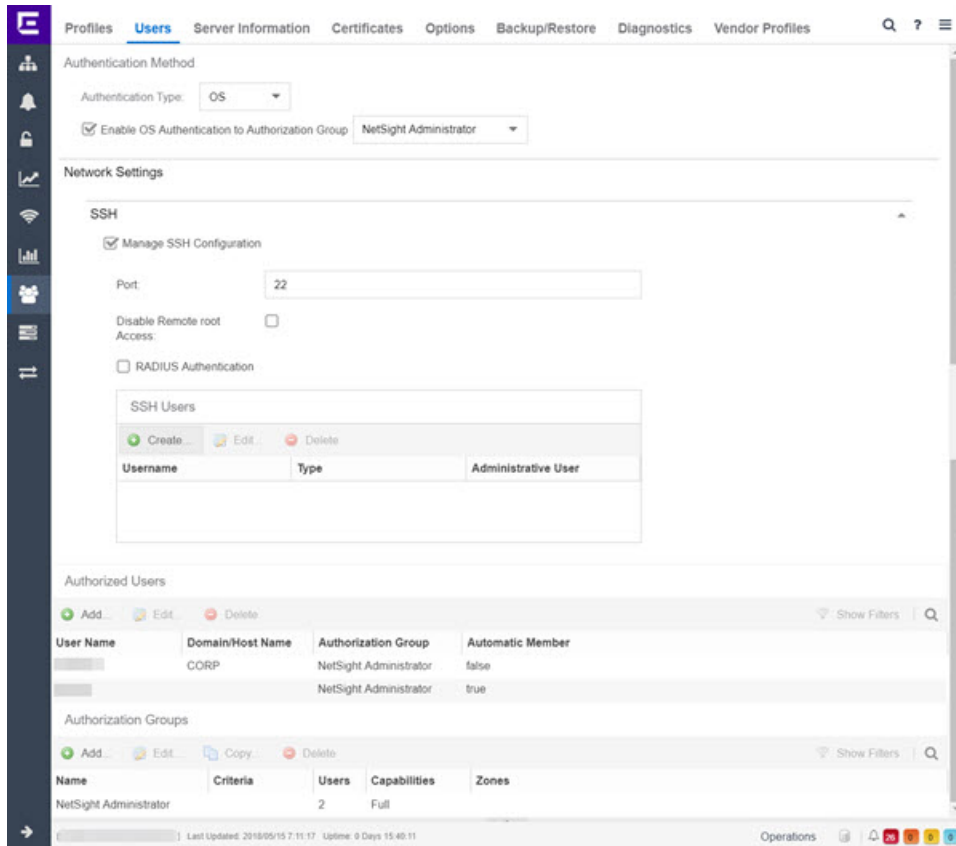 Profiles Users Server Information Certificates Options Backup/Restore Diagnostics Vendor Profiles ?
Authentication Method
Authentication Type: OS
Enable OS Authentication to Authorization Group NetSight Administrator
Network Settings
SSH
Manage SSH Configuration
Port: 22
Disable Remote root
Access:
RADIUS Authentication
SSH Users
Create... Edit... Delete
Username Type Administrative User
Authorized Users
Add... Edit... Delete Show Filters
User Name Domain/Host Name Authorization Group Automatic Member
CORP NetSight Administrator false
NetSight Administrator true
Authorization Groups
Add... Edit... Copy... Delete Show Filters
Name Criteria Users Capabilities Zones
NetSight Administrator 2 Full
[ ] Last Updated: 2018/05/15 7:11:17 Uptime: 0 Days 15:40:11 Operations 26 0 0 0